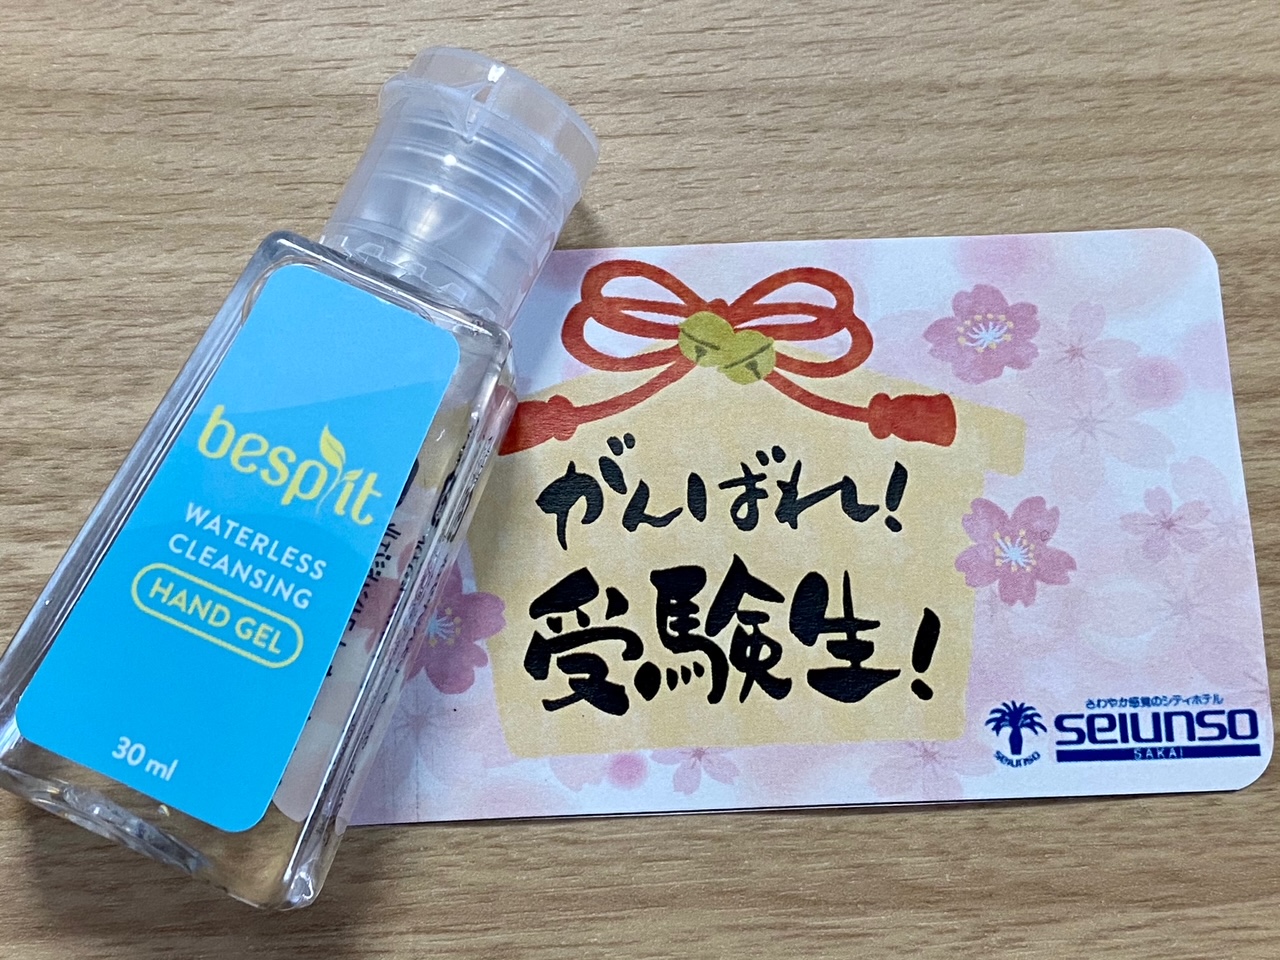 bespiit
WATERLESS
CLEANSING
HAND GEL
30 ml
がんばれ!
受験生!
さわやか感覚のシティホテル
seiunso
SAKAI
SEIUNSO